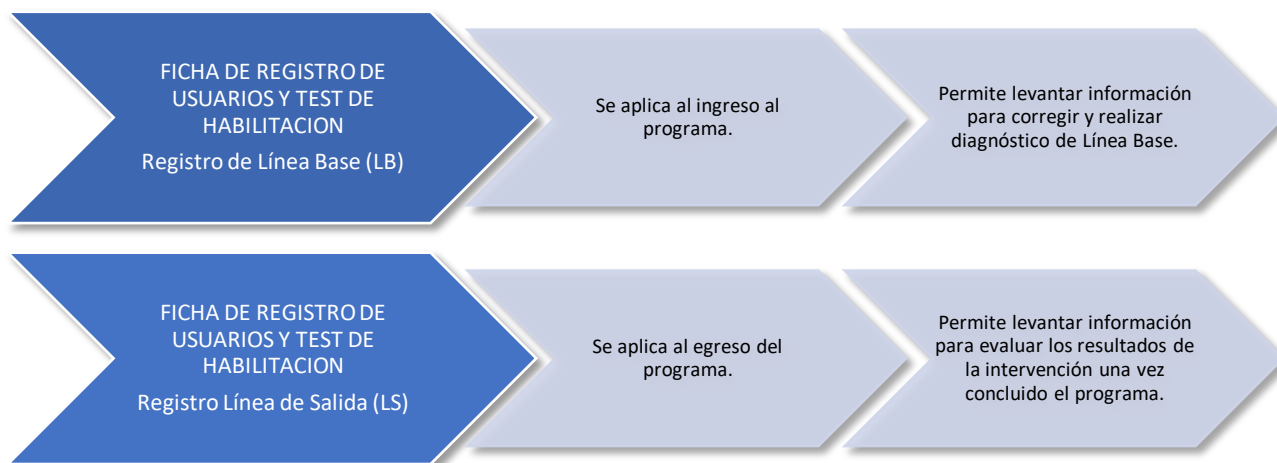 FICHA DE REGISTRO DE
USUARIOS Y TEST DE
HABILITACION
Registro de Línea Base (LB)
Se aplica al ingreso al
programa.
Permite levantar información
para corregir y realizar
diagnóstico de Línea Base.
FICHA DE REGISTRO DE
USUARIOS Y TEST DE
HABILITACION
Registro Línea de Salida (LS)
Se aplica al egreso del
programa.
Permite levantar información
para evaluar los resultados de
la intervención una vez
concluido el programa.